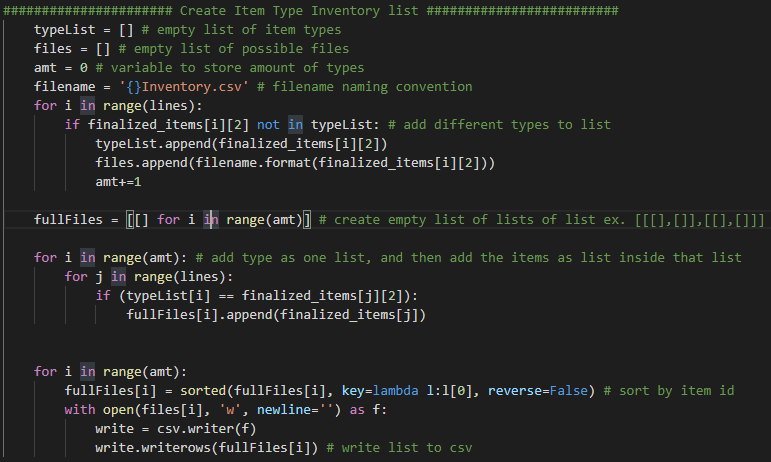 ###################### Create Item Type Inventory list #########################
typeList = [] # empty list of item types
files = [] # empty list of possible files
amt = 0 # variable to store amount of types
filename = '{}Inventory.csv' # filename naming convention
for i in range(lines):
if finalized_items[i][2] not in typeList: # add different types to list
typeList.append(finalized_items[i][2])
files.append(filename.format(finalized_items[i][2]))
amt+=1
fullFiles = [[] for i in range(amt)] # create empty list of lists of list ex. [[[],[]],[[],[]]]
for i in range(amt): # add type as one list, and then add the items as list inside that list
for j in range(lines):
if (typeList[i] == finalized_items[j][2]):
fullFiles[i].append(finalized_items[j])
for i in range(amt):
fullFiles[i] = sorted(fullFiles[i], key=lambda l:l[0], reverse=False) # sort by item id
with open(files[i], 'w', newline='') as f:
write = csv.writer(f)
write.writerows(fullFiles[i]) # write list to csv